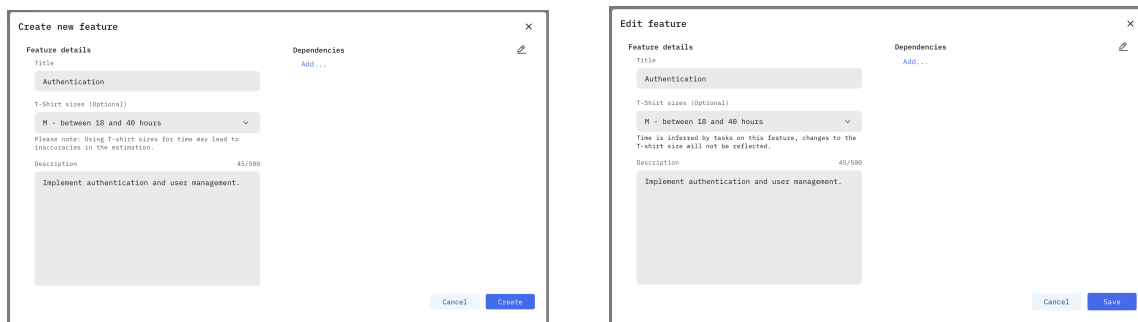 Create new feature
Feature details
Title
Authentication
T-Shirt sizes (Optional)
M - between 18 and 40 hours
Please note: Using T-shirt sizes for time may lead to
inaccuracies in the estimation.
Description 45/500
Implement authentication and user management.
Dependencies
Add...
Cancel Create
Edit feature
Feature details
Title
Authentication
T-Shirt sizes (Optional)
M - between 18 and 40 hours
Time is inferred by tasks on this feature, changes to the
T-shirt size will not be reflected.
Description 45/500
Implement authentication and user management.
Dependencies
Add...
Cancel Save